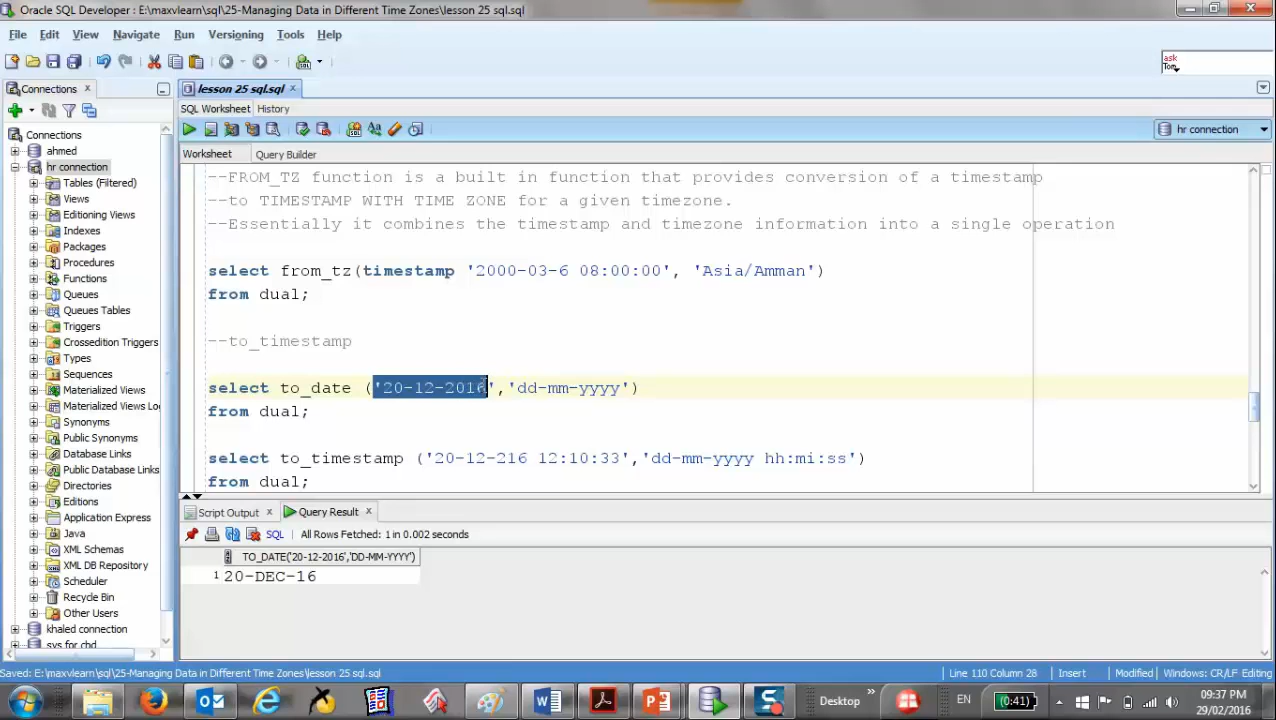 Oracle SQL Developer : E:\maxvlearn\sql\25-Managing Data in Different Time Zones\lesson 25 sql.sql
File Edit View Navigate Run Versioning Tools Help
ask
Tom
Connections
lesson 25 sql.sql
SQL Worksheet History
hr connection
Worksheet Query Builder
Connections
ahmed
hr connection
Tables (Filtered)
Views
Editioning Views
Indexes
Packages
Procedures
Functions
Queues
Queues Tables
Triggers
Crossedition Triggers
Types
Sequences
Materialized Views
Materialized Views Log
Synonyms
Public Synonyms
Database Links
Public Database Links
Directories
Editions
Application Express
Java
XML Schemas
XML DB Repository
Scheduler
Recycle Bin
Other Users
khaled connection
sys for cbd
--FROM_TZ function is a built in function that provides conversion of a timestamp
--to TIMESTAMP WITH TIME ZONE for a given timezone.
--Essentially it combines the timestamp and timezone information into a single operation
select from_tz(timestamp '2000-03-6 08:00:00', 'Asia/Amman')
from dual;
--to_timestamp
select to_date ('20-12-2016','dd-mm-yyyy')
from dual;
select to_timestamp ('20-12-216 12:10:33','dd-mm-yyyy hh:mi:ss')
from dual;
Script Output Query Result
SQL All Rows Fetched: 1 in 0.002 seconds
TO_DATE('20-12-2016','DD-MM-YYYY')
1 20-DEC-16
Saved: E:\maxvlearn\sql\25-Managing Data in Different Time Zones\lesson 25 sql.sql
Line 110 Column 28 Insert Modified Windows: CR/LF Editing
Desktop EN (0:41) 09:37 PM
29/02/2016